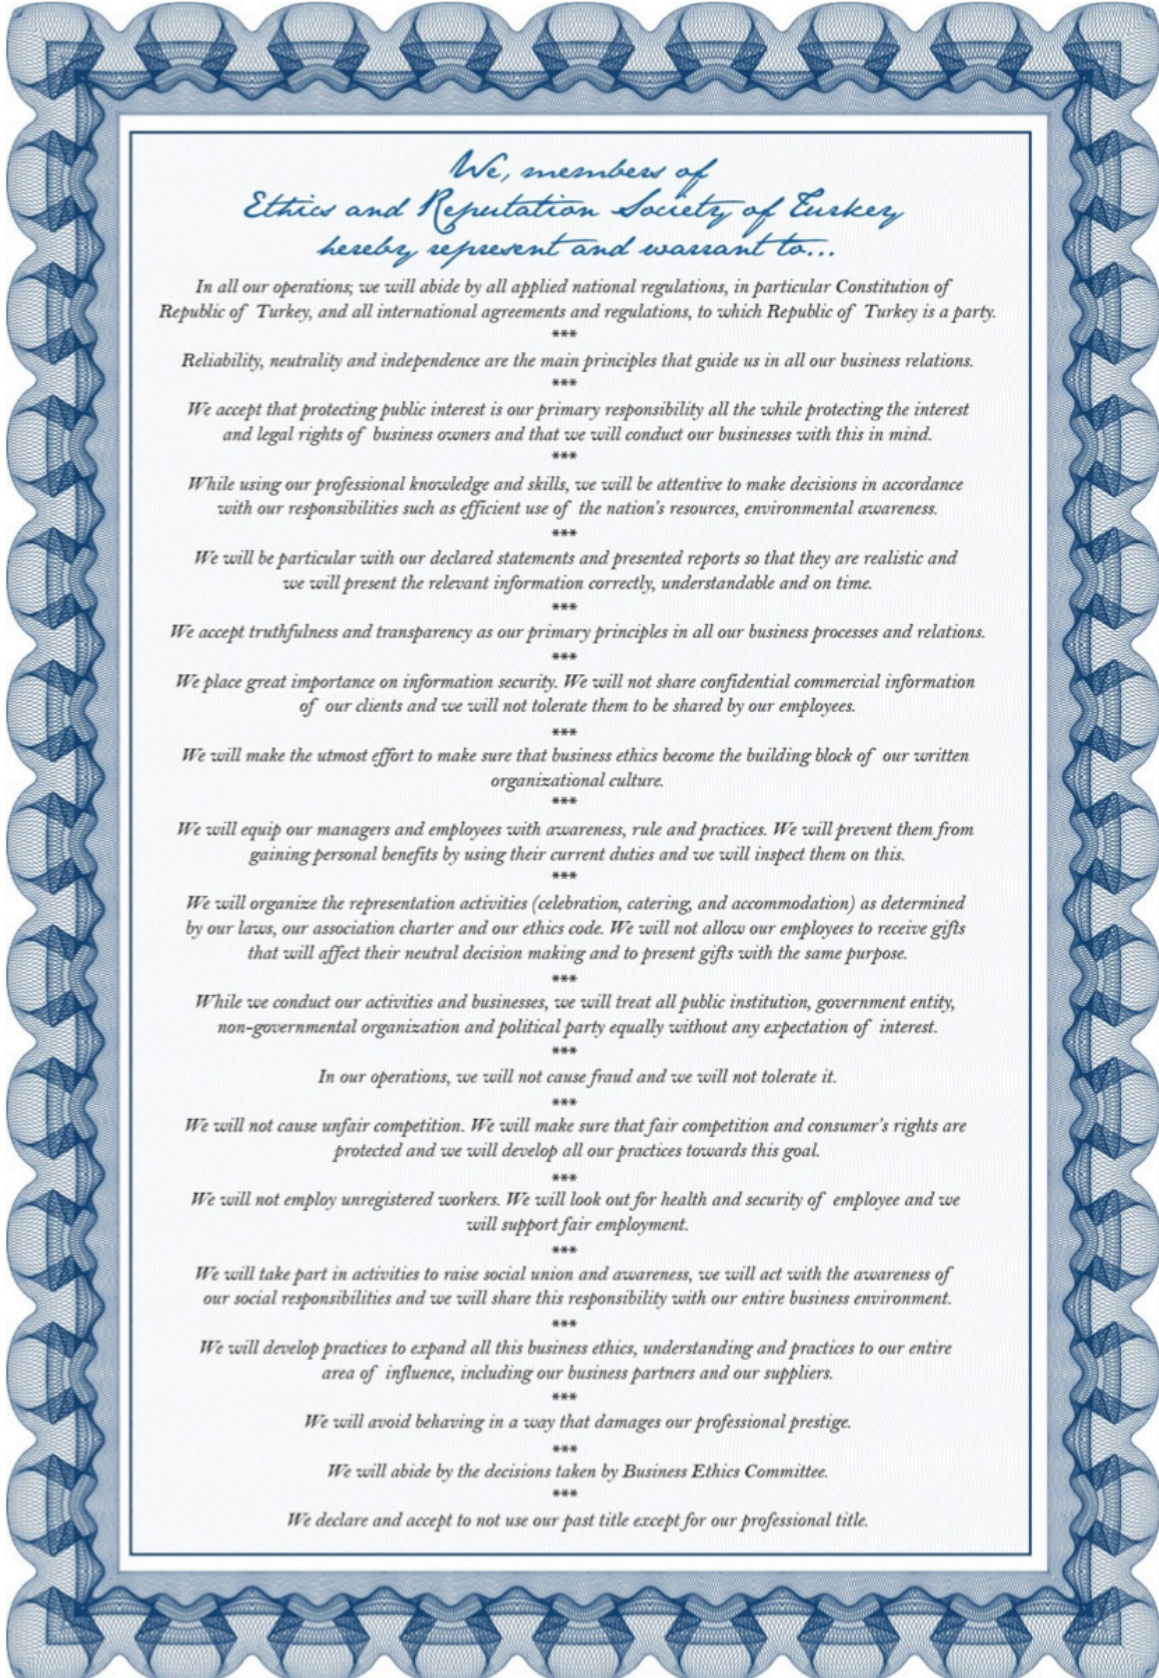 We, members of
Ethics and Reputation Society of Turkey
hereby represent and warrant to...
In all our operations; we will abide by all applied national regulations, in particular Constitution of
Republic of Turkey, and all international agreements and regulations, to which Republic of Turkey is a party.
***
Reliability, neutrality and independence are the main principles that guide us in all our business relations.
***
We accept that protecting public interest is our primary responsibility all the while protecting the interest
and legal rights of business owners and that we will conduct our businesses with this in mind.
***
While using our professional knowledge and skills, we will be attentive to make decisions in accordance
with our responsibilities such as efficient use of the nation's resources, environmental awareness.
***
We will be particular with our declared statements and presented reports so that they are realistic and
we will present the relevant information correctly, understandable and on time.
***
We accept truthfulness and transparency as our primary principles in all our business processes and relations.
***
We place great importance on information security. We will not share confidential commercial information
of our clients and we will not tolerate them to be shared by our employees.
***
We will make the utmost effort to make sure that business ethics become the building block of our written
organizational culture.
***
We will equip our managers and employees with awareness, rule and practices. We will prevent them from
gaining personal benefits by using their current duties and we will inspect them on this.
***
We will organize the representation activities (celebration, catering, and accommodation) as determined
by our laws, our association charter and our ethics code. We will not allow our employees to receive gifts
that will affect their neutral decision making and to present gifts with the same purpose.
***
While we conduct our activities and businesses, we will treat all public institution, government entity,
non-governmental organization and political party equally without any expectation of interest.
***
In our operations, we will not cause fraud and we will not tolerate it.
***
We will not cause unfair competition. We will make sure that fair competition and consumer's rights are
protected and we will develop all our practices towards this goal.
***
We will not employ unregistered workers. We will look out for health and security of employee and we
will support fair employment.
***
We will take part in activities to raise social union and awareness, we will act with the awareness of
our social responsibilities and we will share this responsibility with our entire business environment.
***
We will develop practices to expand all this business ethics, understanding and practices to our entire
area of influence, including our business partners and our suppliers.
***
We will avoid behaving in a way that damages our professional prestige.
***
We will abide by the decisions taken by Business Ethics Committee.
***
We declare and accept to not use our past title except for our professional title.